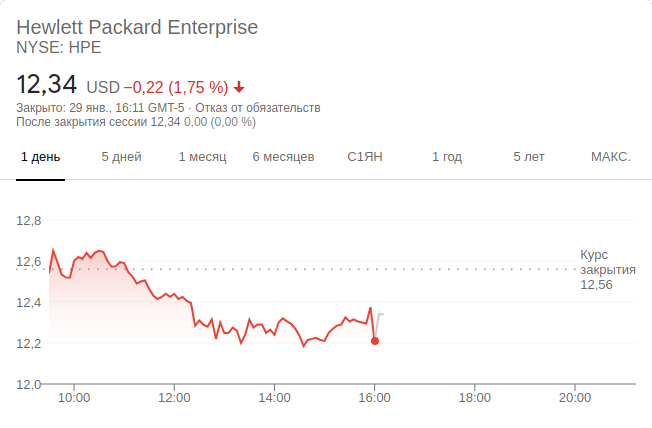 Hewlett Packard Enterprise
NYSE: HPE
12,34 USD −0,22 (1,75 %)
Закрыто: 29 янв., 16:11 GMT-5 · Отказ от обязательств
После закрытия сессии 12,34 0,00 (0,00 %)
1 день 5 дней 1 месяц 6 месяцев С1ЯН 1 год 5 лет МАКС.
12,8
12,6
12,4
12,2
12,0
Курс
закрытия
12,56
10:00 12:00 14:00 16:00 18:00 20:00